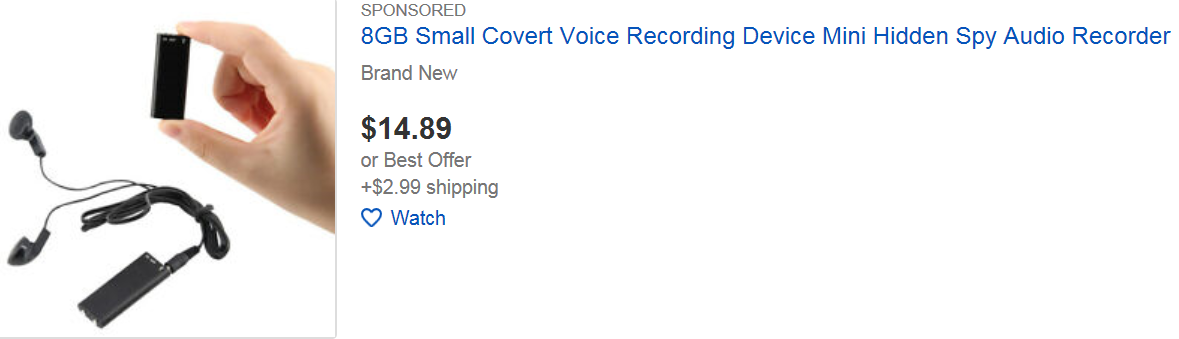 SPONSORED
8GB Small Covert Voice Recording Device Mini Hidden Spy Audio Recorder
Brand New
$14.89
or Best Offer
+$2.99 shipping
Watch